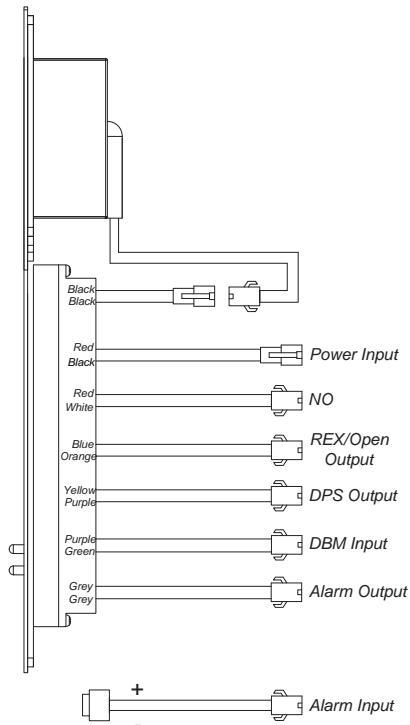 Black
Black
Red
Black
Power Input
Red
White
NO
Blue
Orange
REX/Open
Output
Yellow
Purple
DPS Output
Purple
Green
DBM Input
Grey
Grey
Alarm Output
+
Alarm Input
-